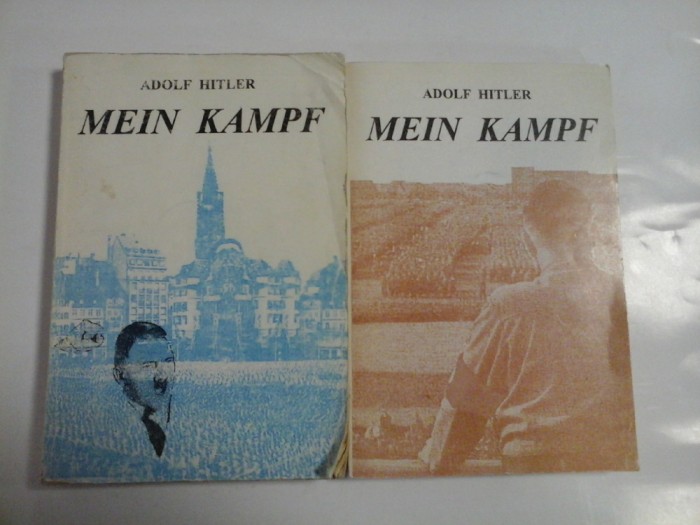 ADOLF HITLER
MEIN KAMPF
ADOLF HITLER
MEIN KAMPF